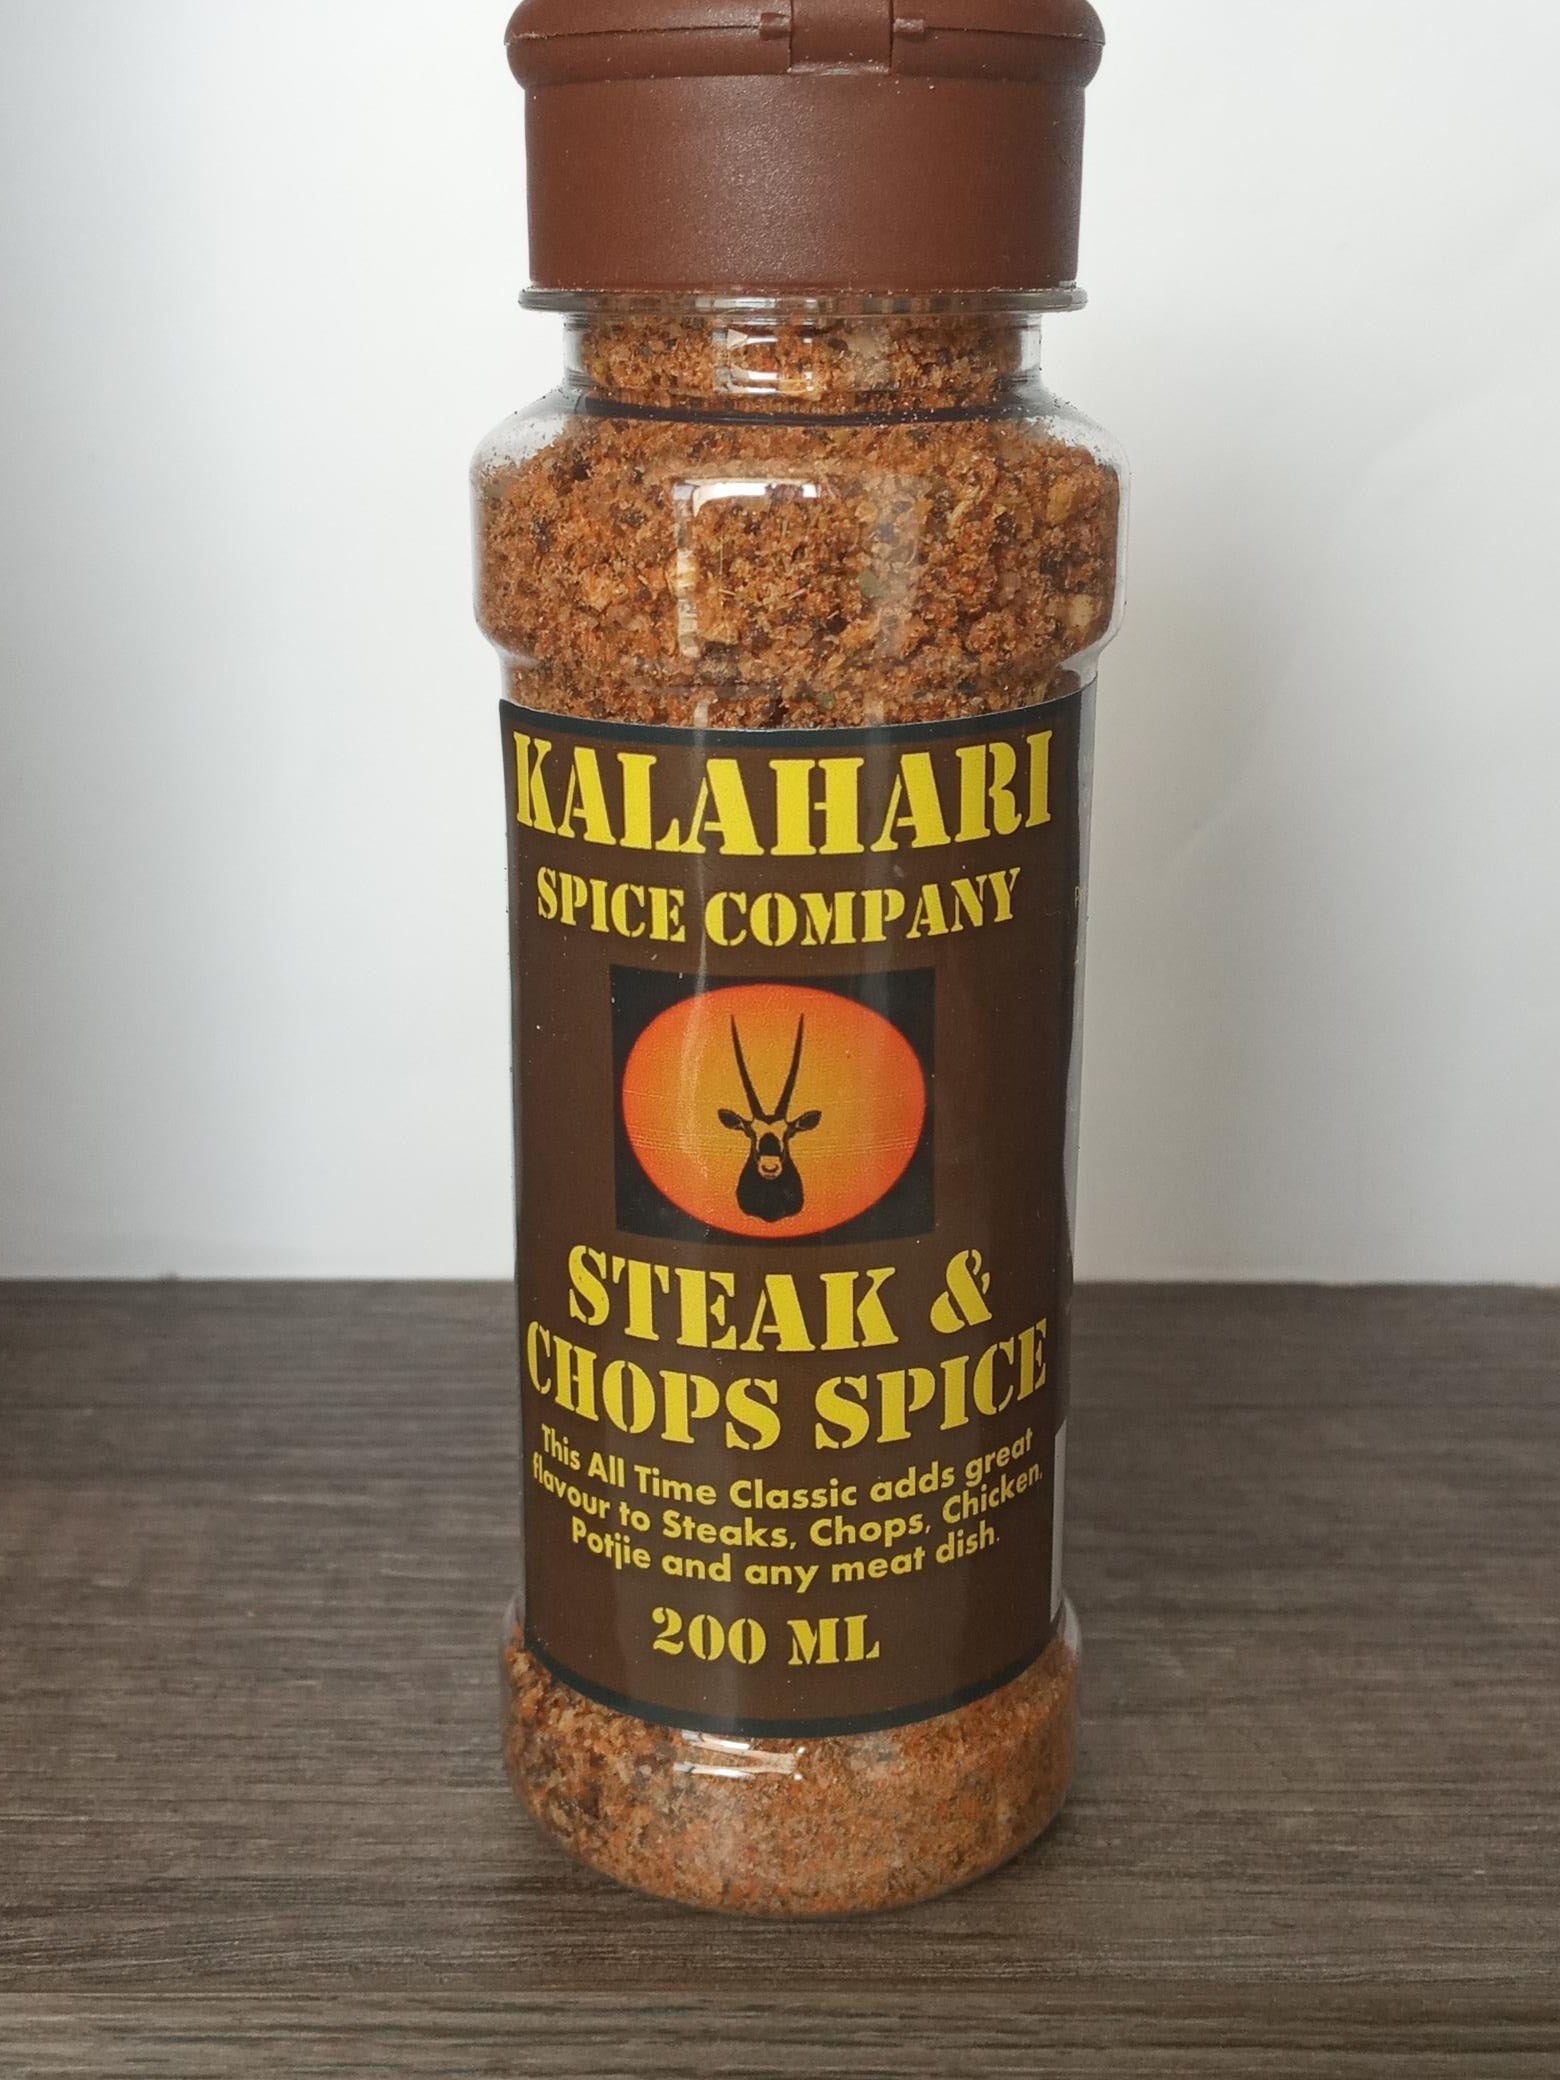 KALAHARI
SPICE COMPANY
STEAK &
CHOPS SPICE
This All Time Classic adds great
flavour to Steaks, Chops, Chicken,
Potjie and any meat dish.
200 ML